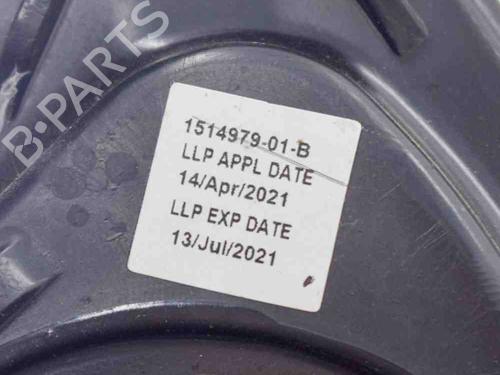 B-PARTS
1514979-01-B
LLP APPL DATE
14/Apr/2021
LLP EXP DATE
13/Jul/2021